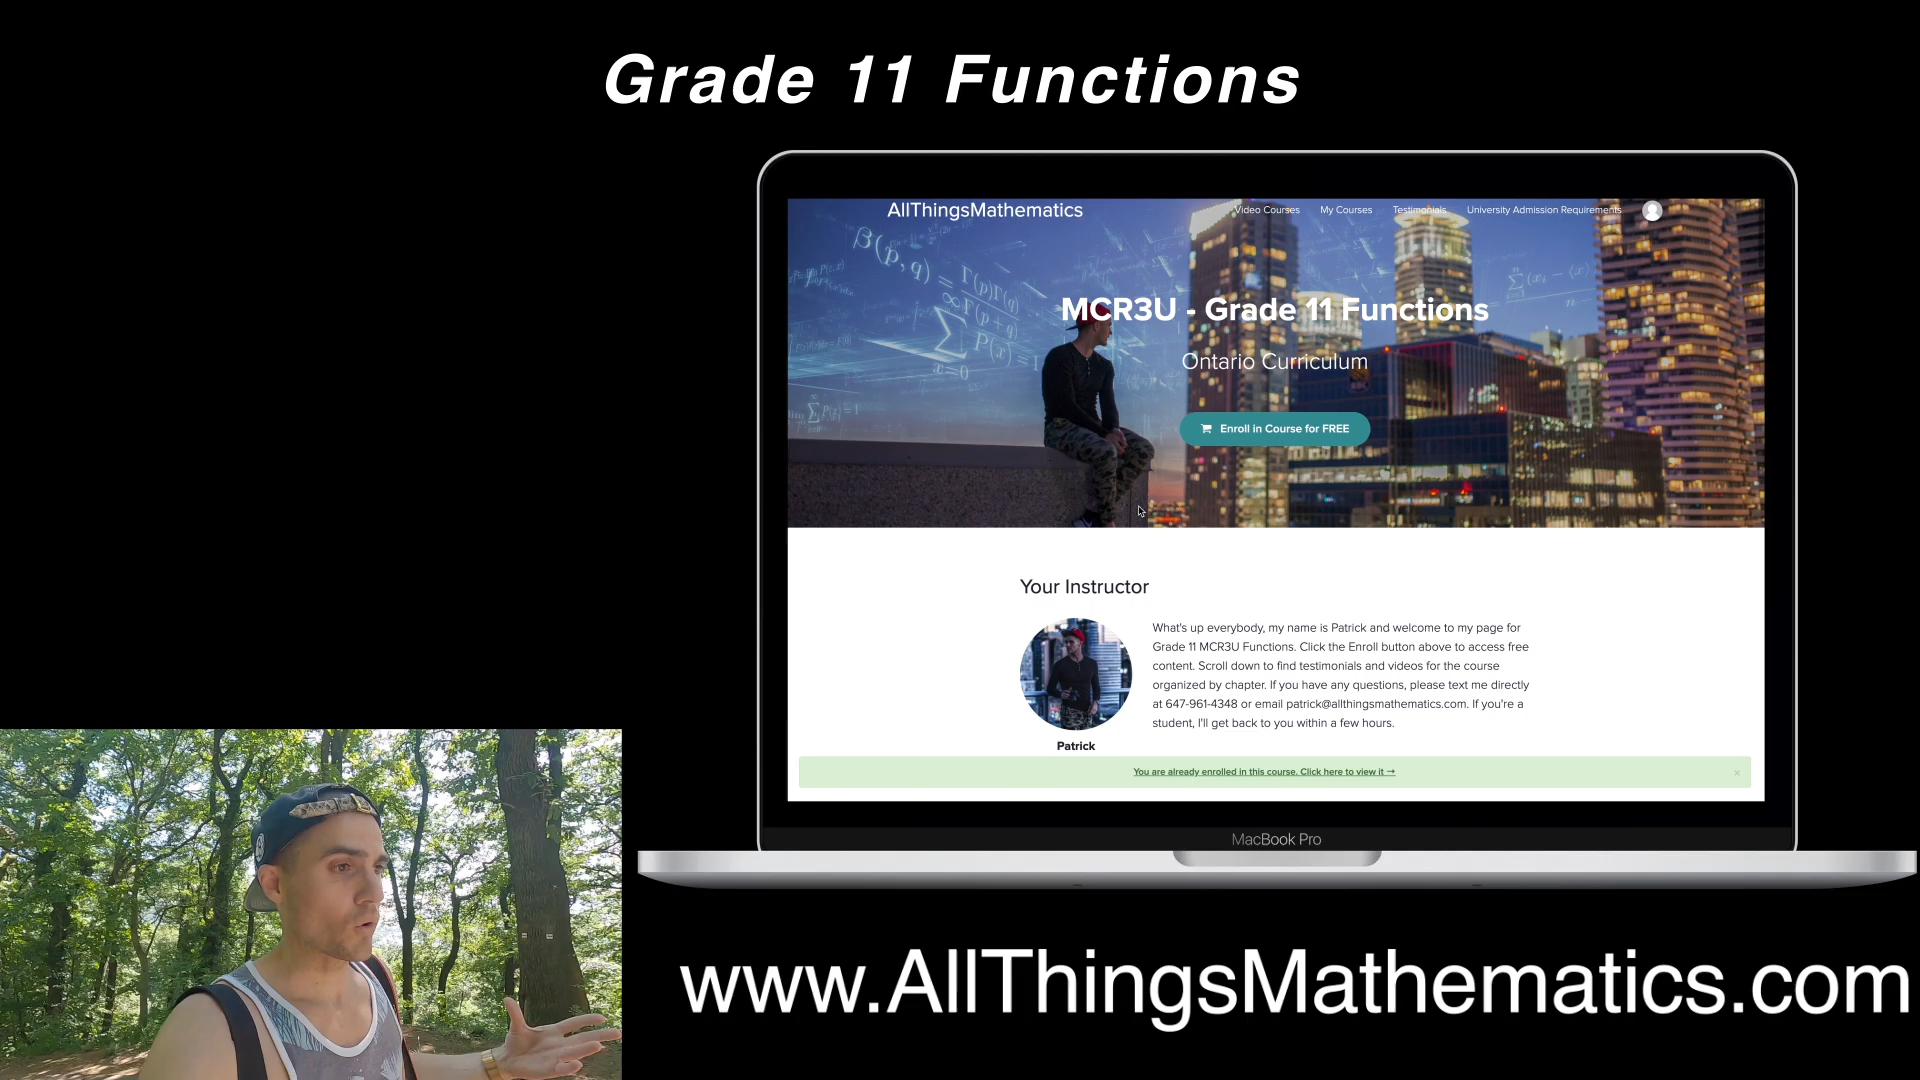 Grade 11 Functions
AllThingsMathematics
Video Courses My Courses Testimonials University Admission Requirements
MCR3U - Grade 11 Functions
Ontario Curriculum
Enroll in Course for FREE
Your Instructor
What's up everybody, my name is Patrick and welcome to my page for
Grade 11 MCR3U Functions. Click the Enroll button above to access free
content. Scroll down to find testimonials and videos for the course
organized by chapter. If you have any questions, please text me directly
at 647-961-4348 or email patrick@allthingsmathematics.com. If you're a
student, I'll get back to you within a few hours.
Patrick
You are already enrolled in this course. Click here to view it →
MacBook Pro
www.AllThingsMathematics.com